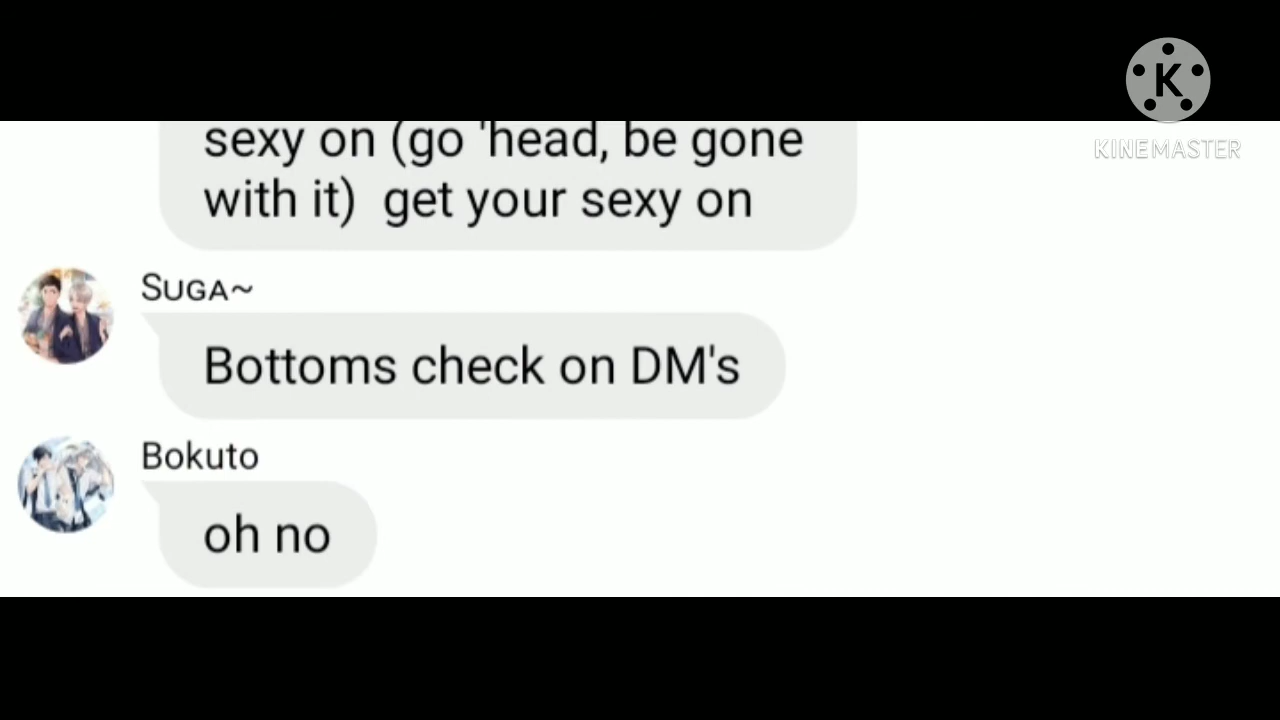 K
KINEMASTER
sexy on (go 'head, be gone
with it)  get your sexy on
Suga~
Bottoms check on DM's
Bokuto
oh no